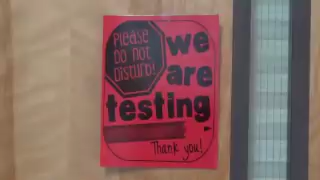 Please
Do not
Disturb!
we
are
testing
Thank you!